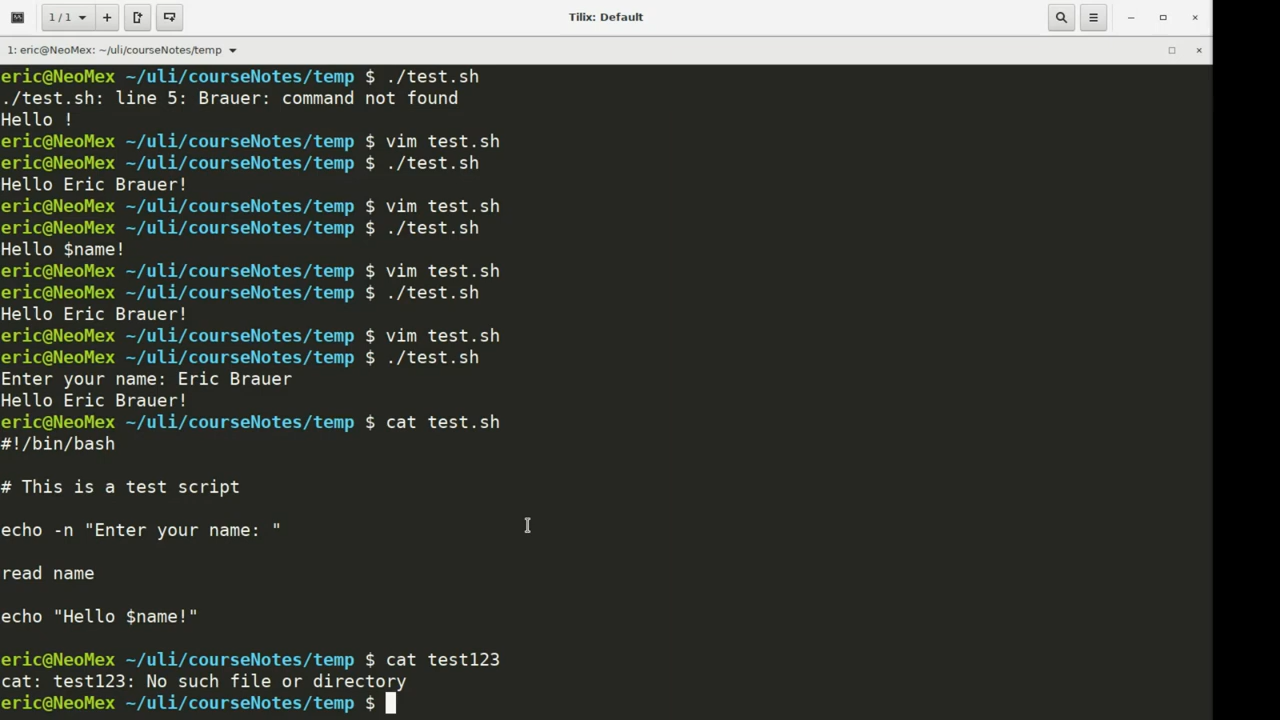 1 / 1
Tilix: Default
1: eric@NeoMex: ~/uli/courseNotes/temp
eric@NeoMex ~/uli/courseNotes/temp $ ./test.sh
./test.sh: line 5: Brauer: command not found
Hello !
eric@NeoMex ~/uli/courseNotes/temp $ vim test.sh
eric@NeoMex ~/uli/courseNotes/temp $ ./test.sh
Hello Eric Brauer!
eric@NeoMex ~/uli/courseNotes/temp $ vim test.sh
eric@NeoMex ~/uli/courseNotes/temp $ ./test.sh
Hello $name!
eric@NeoMex ~/uli/courseNotes/temp $ vim test.sh
eric@NeoMex ~/uli/courseNotes/temp $ ./test.sh
Hello Eric Brauer!
eric@NeoMex ~/uli/courseNotes/temp $ vim test.sh
eric@NeoMex ~/uli/courseNotes/temp $ ./test.sh
Enter your name: Eric Brauer
Hello Eric Brauer!
eric@NeoMex ~/uli/courseNotes/temp $ cat test.sh
#!/bin/bash
# This is a test script
echo -n "Enter your name: "
read name
echo "Hello $name!"
eric@NeoMex ~/uli/courseNotes/temp $ cat test123
cat: test123: No such file or directory
eric@NeoMex ~/uli/courseNotes/temp $